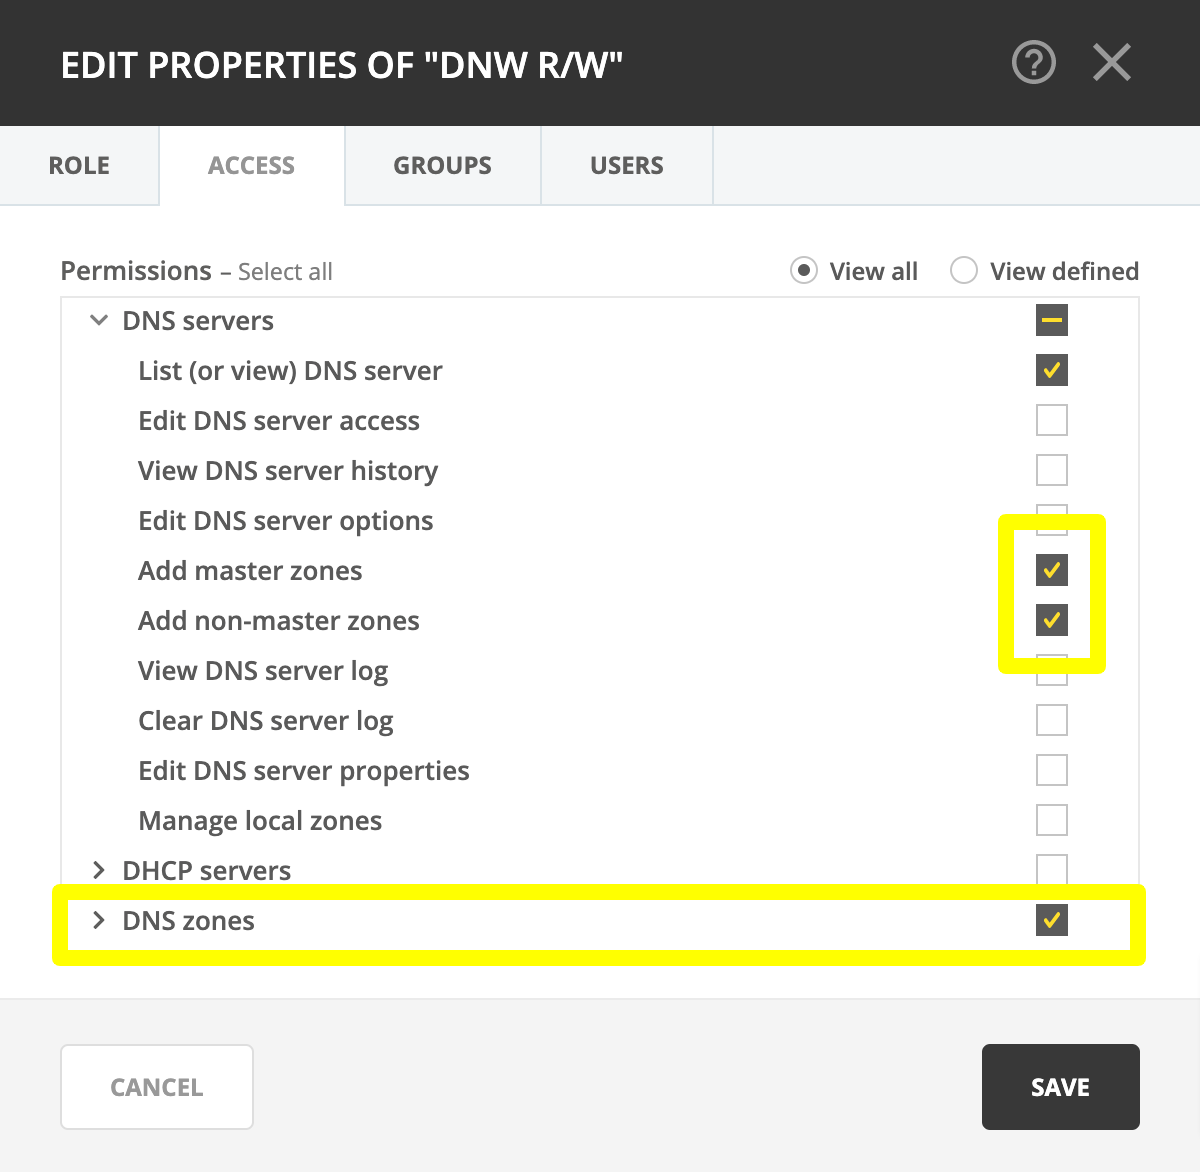 EDIT PROPERTIES OF "DNW R/W"
ROLE ACCESS GROUPS USERS
Permissions – Select all View all View defined
DNS servers
List (or view) DNS server
Edit DNS server access
View DNS server history
Edit DNS server options
Add master zones
Add non-master zones
View DNS server log
Clear DNS server log
Edit DNS server properties
Manage local zones
DHCP servers
DNS zones
CANCEL SAVE